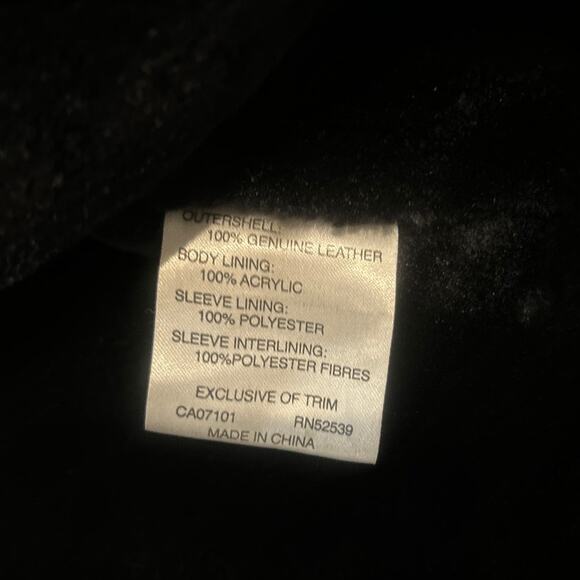 OUTERSHELL:
100% GENUINE LEATHER
BODY LINING:
100% ACRYLIC
SLEEVE LINING:
100% POLYESTER
SLEEVE INTERLINING:
100%POLYESTER FIBRES
EXCLUSIVE OF TRIM
CA07101 RN52539
MADE IN CHINA